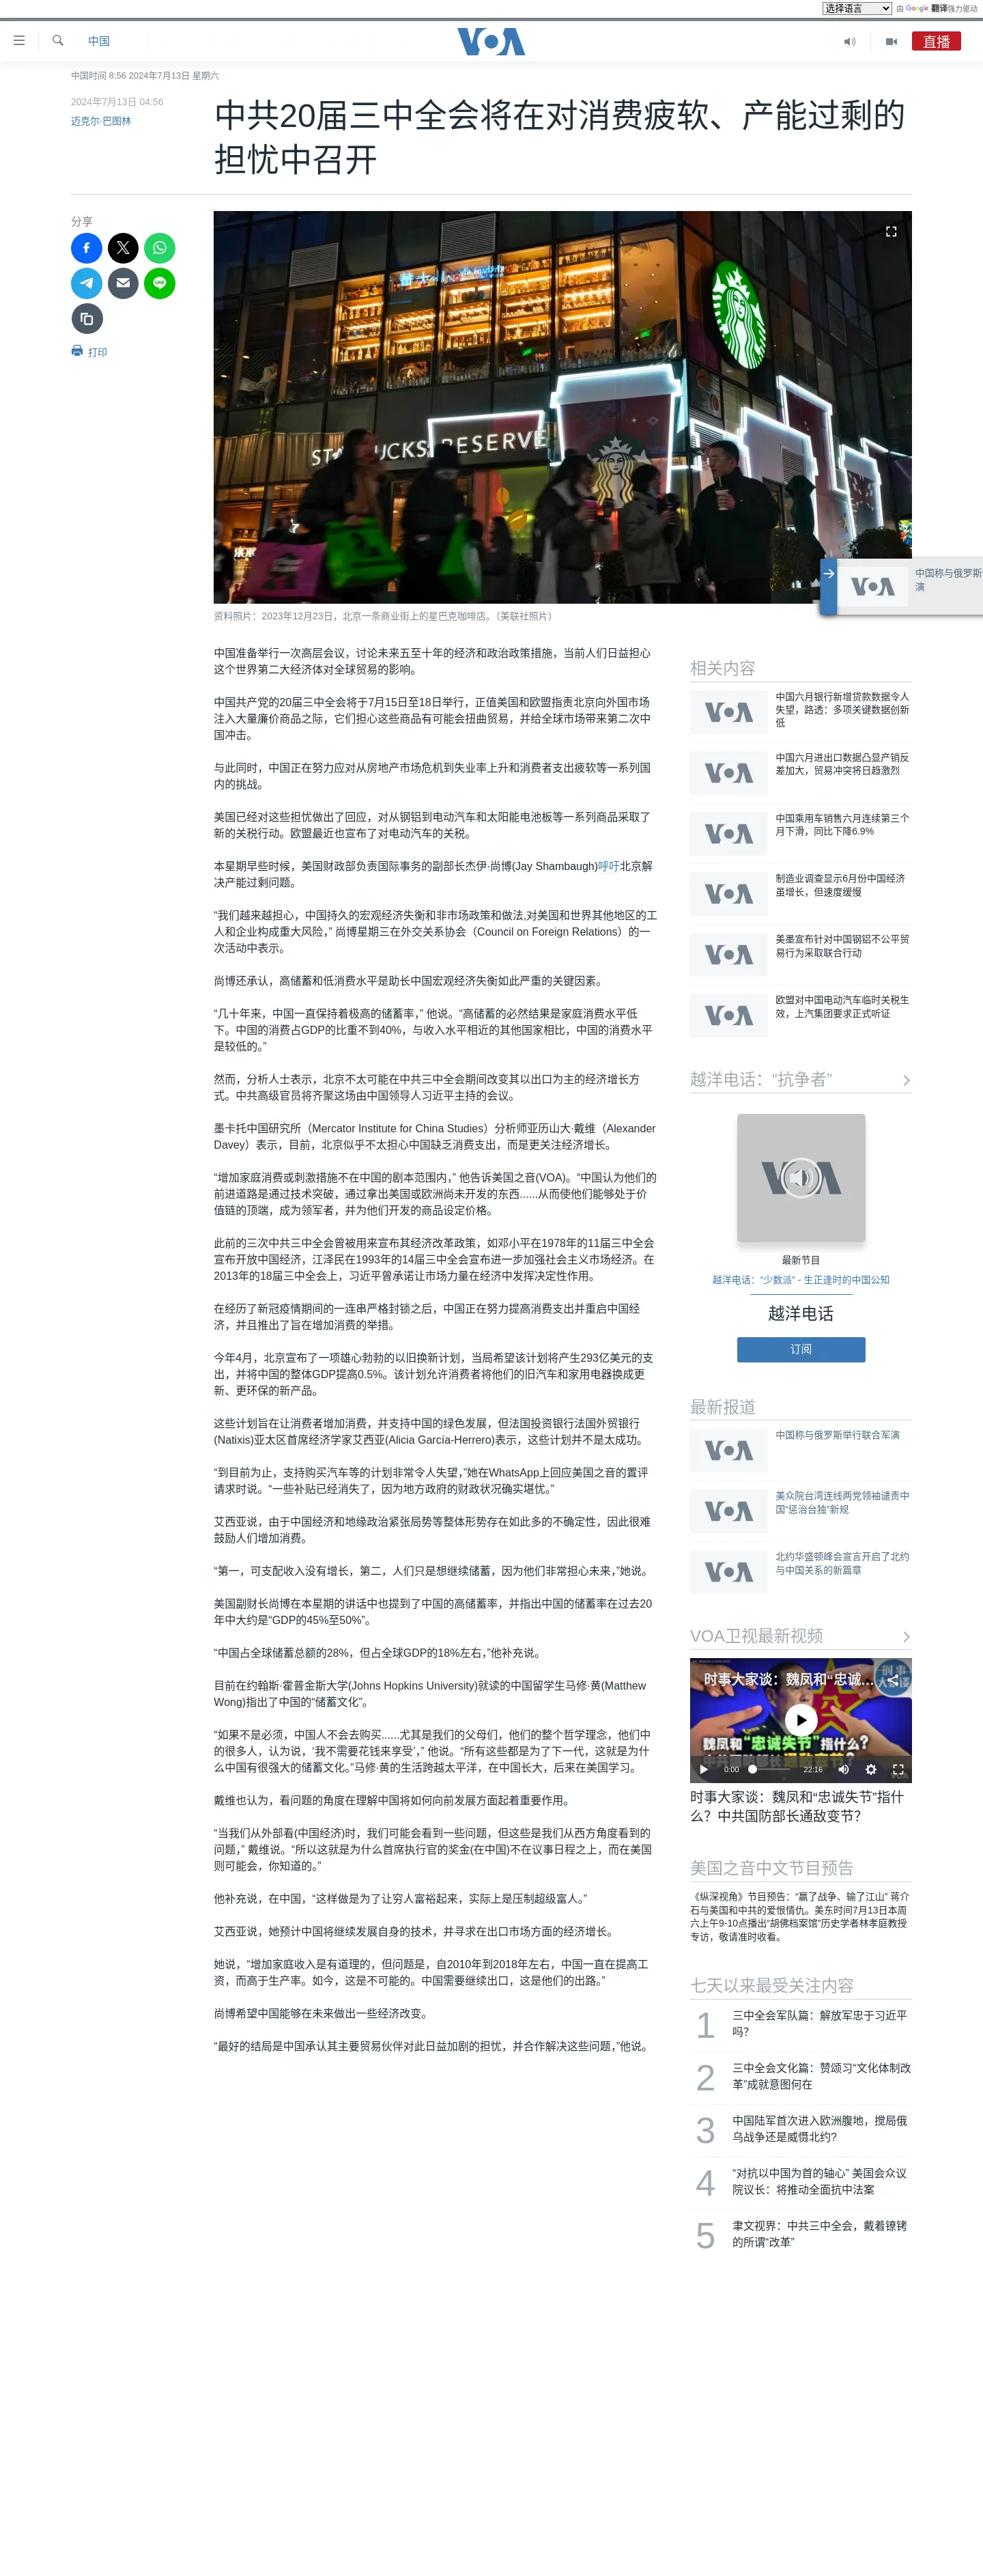 选择语言
由 Google 翻译强力驱动
中国
VOA
直播
中国时间 8:56 2024年7月13日 星期六
2024年7月13日 04:56
迈克尔·巴图林
中共20届三中全会将在对消费疲软、产能过剩的
担忧中召开
分享
打印
STARBUCKS RESERVE
资料照片：2023年12月23日，北京一条商业街上的星巴克咖啡店。（美联社照片）
VOA
中国称与俄罗斯
演
中国准备举行一次高层会议，讨论未来五至十年的经济和政治政策措施，当前人们日益担心
这个世界第二大经济体对全球贸易的影响。
中国共产党的20届三中全会将于7月15日至18日举行，正值美国和欧盟指责北京向外国市场
注入大量廉价商品之际，它们担心这些商品有可能会扭曲贸易，并给全球市场带来第二次中
国冲击。
与此同时，中国正在努力应对从房地产市场危机到失业率上升和消费者支出疲软等一系列国
内的挑战。
美国已经对这些担忧做出了回应，对从钢铝到电动汽车和太阳能电池板等一系列商品采取了
新的关税行动。欧盟最近也宣布了对电动汽车的关税。
本星期早些时候，美国财政部负责国际事务的副部长杰伊·尚博(Jay Shambaugh)呼吁北京解
决产能过剩问题。
“我们越来越担心，中国持久的宏观经济失衡和非市场政策和做法,对美国和世界其他地区的工
人和企业构成重大风险，” 尚博星期三在外交关系协会（Council on Foreign Relations）的一
次活动中表示。
尚博还承认，高储蓄和低消费水平是助长中国宏观经济失衡如此严重的关键因素。
“几十年来，中国一直保持着极高的储蓄率，” 他说。“高储蓄的必然结果是家庭消费水平低
下。中国的消费占GDP的比重不到40%，与收入水平相近的其他国家相比，中国的消费水平
是较低的。”
然而，分析人士表示，北京不太可能在中共三中全会期间改变其以出口为主的经济增长方
式。中共高级官员将齐聚这场由中国领导人习近平主持的会议。
墨卡托中国研究所（Mercator Institute for China Studies）分析师亚历山大·戴维（Alexander
Davey）表示，目前，北京似乎不太担心中国缺乏消费支出，而是更关注经济增长。
“增加家庭消费或刺激措施不在中国的剧本范围内，” 他告诉美国之音(VOA)。“中国认为他们的
前进道路是通过技术突破，通过拿出美国或欧洲尚未开发的东西......从而使他们能够处于价
值链的顶端，成为领军者，并为他们开发的商品设定价格。
此前的三次中共三中全会曾被用来宣布其经济改革政策，如邓小平在1978年的11届三中全会
宣布开放中国经济，江泽民在1993年的14届三中全会宣布进一步加强社会主义市场经济。在
2013年的18届三中全会上，习近平曾承诺让市场力量在经济中发挥决定性作用。
在经历了新冠疫情期间的一连串严格封锁之后，中国正在努力提高消费支出并重启中国经
济，并且推出了旨在增加消费的举措。
今年4月，北京宣布了一项雄心勃勃的以旧换新计划，当局希望该计划将产生293亿美元的支
出，并将中国的整体GDP提高0.5%。该计划允许消费者将他们的旧汽车和家用电器换成更
新、更环保的新产品。
这些计划旨在让消费者增加消费，并支持中国的绿色发展，但法国投资银行法国外贸银行
(Natixis)亚太区首席经济学家艾西亚(Alicia García-Herrero)表示，这些计划并不是太成功。
“到目前为止，支持购买汽车等的计划非常令人失望，”她在WhatsApp上回应美国之音的置评
请求时说。“一些补贴已经消失了，因为地方政府的财政状况确实堪忧。”
艾西亚说，由于中国经济和地缘政治紧张局势等整体形势存在如此多的不确定性，因此很难
鼓励人们增加消费。
“第一，可支配收入没有增长，第二，人们只是想继续储蓄，因为他们非常担心未来，”她说。
美国副财长尚博在本星期的讲话中也提到了中国的高储蓄率，并指出中国的储蓄率在过去20
年中大约是“GDP的45%至50%”。
“中国占全球储蓄总额的28%，但占全球GDP的18%左右，”他补充说。
目前在约翰斯·霍普金斯大学(Johns Hopkins University)就读的中国留学生马修·黄(Matthew
Wong)指出了中国的“储蓄文化”。
“如果不是必须，中国人不会去购买......尤其是我们的父母们，他们的整个哲学理念，他们中
的很多人，认为说，‘我不需要花钱来享受’，” 他说。“所有这些都是为了下一代，这就是为什
么中国有很强大的储蓄文化。”马修·黄的生活跨越太平洋，在中国长大，后来在美国学习。
戴维也认为，看问题的角度在理解中国将如何向前发展方面起着重要作用。
“当我们从外部看(中国经济)时，我们可能会看到一些问题，但这些是我们从西方角度看到的
问题，” 戴维说。“所以这就是为什么首席执行官的奖金(在中国)不在议事日程之上，而在美国
则可能会，你知道的。”
他补充说，在中国，“这样做是为了让穷人富裕起来，实际上是压制超级富人。”
艾西亚说，她预计中国将继续发展自身的技术，并寻求在出口市场方面的经济增长。
她说，“增加家庭收入是有道理的，但问题是，自2010年到2018年左右，中国一直在提高工
资，而高于生产率。如今，这是不可能的。中国需要继续出口，这是他们的出路。”
尚博希望中国能够在未来做出一些经济改变。
“最好的结局是中国承认其主要贸易伙伴对此日益加剧的担忧，并合作解决这些问题，”他说。
相关内容
VOA
中国六月银行新增贷款数据令人
失望，路透：多项关键数据创新
低
VOA
中国六月进出口数据凸显产销反
差加大，贸易冲突将日趋激烈
VOA
中国乘用车销售六月连续第三个
月下滑，同比下降6.9%
VOA
制造业调查显示6月份中国经济
虽增长，但速度缓慢
VOA
美墨宣布针对中国钢铝不公平贸
易行为采取联合行动
VOA
欧盟对中国电动汽车临时关税生
效，上汽集团要求正式听证
越洋电话：“抗争者”
VOA
最新节目
越洋电话：“少数派” - 生正逢时的中国公知
越洋电话
订阅
最新报道
VOA
中国称与俄罗斯举行联合军演
VOA
美众院台湾连线两党领袖谴责中
国“惩治台独”新规
VOA
北约华盛顿峰会宣言开启了北约
与中国关系的新篇章
VOA卫视最新视频
时事大家谈：魏凤和“忠诚...
魏凤和“忠诚失节”指什么？
中共国防部长通敌变节？
0:00
22:16
时事大家谈：魏凤和“忠诚失节”指什
么？中共国防部长通敌变节？
美国之音中文节目预告
《纵深视角》节目预告：“赢了战争、输了江山” 蒋介
石与美国和中共的爱恨情仇。美东时间7月13日本周
六上午9-10点播出“胡佛档案馆”历史学者林孝庭教授
专访，敬请准时收看。
七天以来最受关注内容
1
三中全会军队篇：解放军忠于习近平
吗？
2
三中全会文化篇：赞颂习“文化体制改
革”成就意图何在
3
中国陆军首次进入欧洲腹地，搅局俄
乌战争还是威慑北约?
4
“对抗以中国为首的轴心” 美国会众议
院议长：将推动全面抗中法案
5
聿文视界：中共三中全会，戴着镣铐
的所谓“改革”